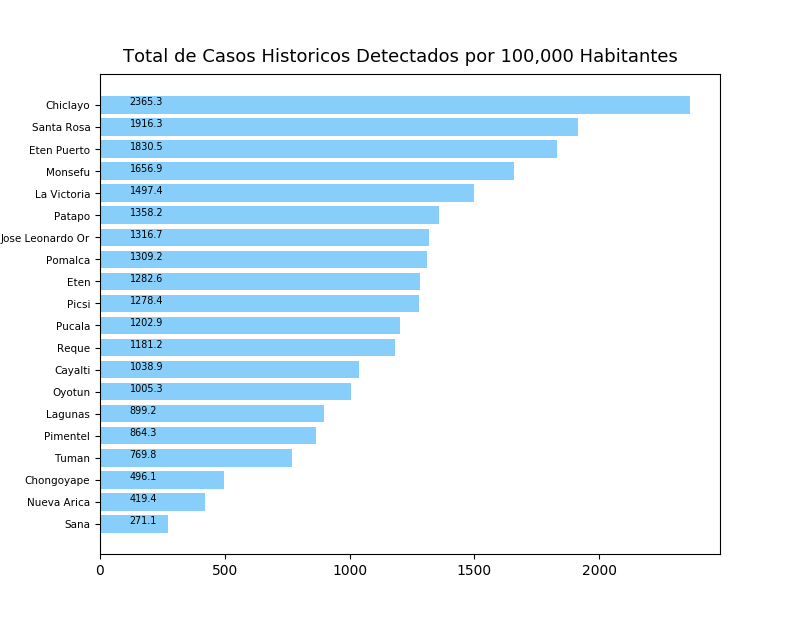 Total de Casos Historicos Detectados por 100,000 Habitantes
Chiclayo 2365.3
Santa Rosa 1916.3
Eten Puerto 1830.5
Monsefu 1656.9
La Victoria 1497.4
Patapo 1358.2
Jose Leonardo Or 1316.7
Pomalca 1309.2
Eten 1282.6
Picsi 1278.4
Pucala 1202.9
Reque 1181.2
Cayalti 1038.9
Oyotun 1005.3
Lagunas 899.2
Pimentel 864.3
Tuman 769.8
Chongoyape 496.1
Nueva Arica 419.4
Sana 271.1
0 500 1000 1500 2000